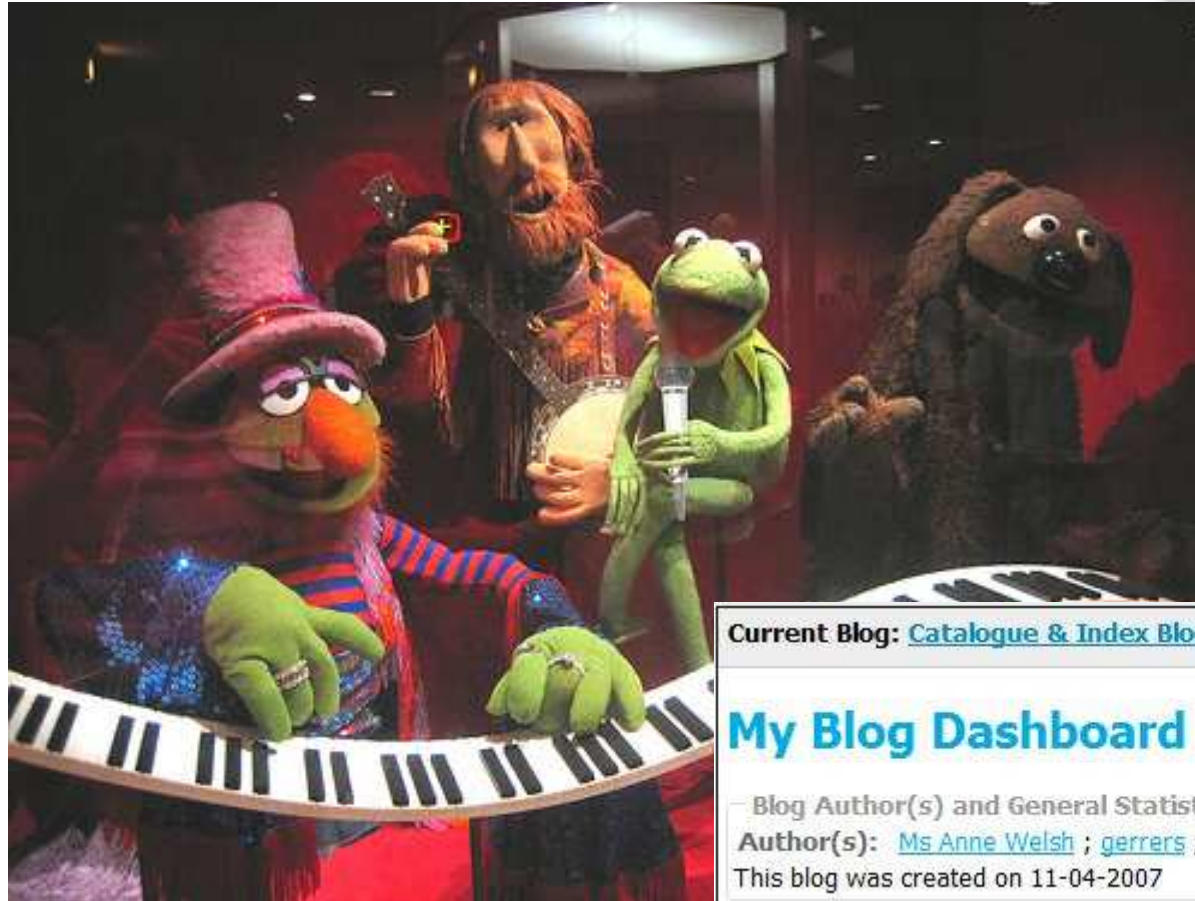 Current Blog: Catalogue & Index Blo
My Blog Dashboard
Blog Author(s) and General Statist
Author(s): Ms Anne Welsh ; gerrers ;
This blog was created on 11-04-2007